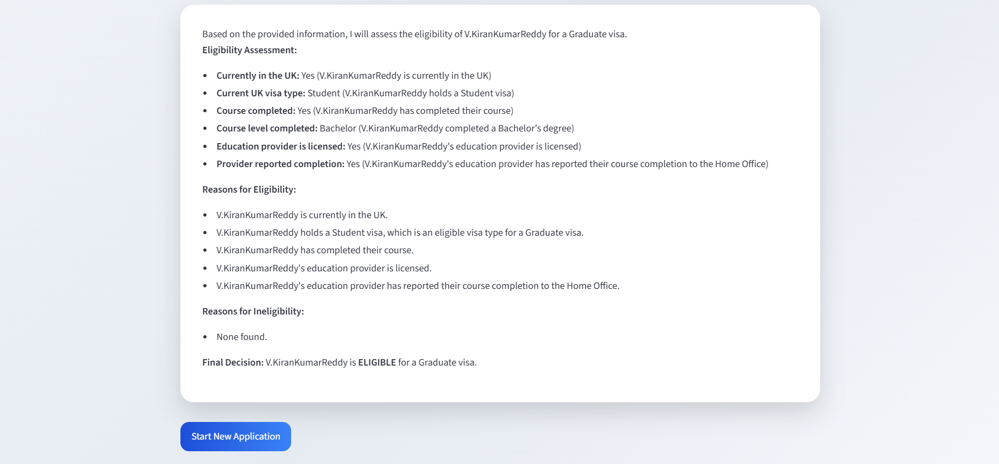 Based on the provided information, I will assess the eligibility of V.KiranKumarReddy for a Graduate visa.
Eligibility Assessment:
• Currently in the UK: Yes (V.KiranKumarReddy is currently in the UK)
• Current UK visa type: Student (V.KiranKumarReddy holds a Student visa)
• Course completed: Yes (V.KiranKumarReddy has completed their course)
• Course level completed: Bachelor (V.KiranKumarReddy completed a Bachelor's degree)
• Education provider is licensed: Yes (V.KiranKumarReddy's education provider is licensed)
• Provider reported completion: Yes (V.KiranKumarReddy's education provider has reported their course completion to the Home Office)
Reasons for Eligibility:
• V.KiranKumarReddy is currently in the UK.
• V.KiranKumarReddy holds a Student visa, which is an eligible visa type for a Graduate visa.
• V.KiranKumarReddy has completed their course.
• V.KiranKumarReddy's education provider is licensed.
• V.KiranKumarReddy's education provider has reported their course completion to the Home Office.
Reasons for Ineligibility:
• None found.
Final Decision: V.KiranKumarReddy is ELIGIBLE for a Graduate visa.
Start New Application